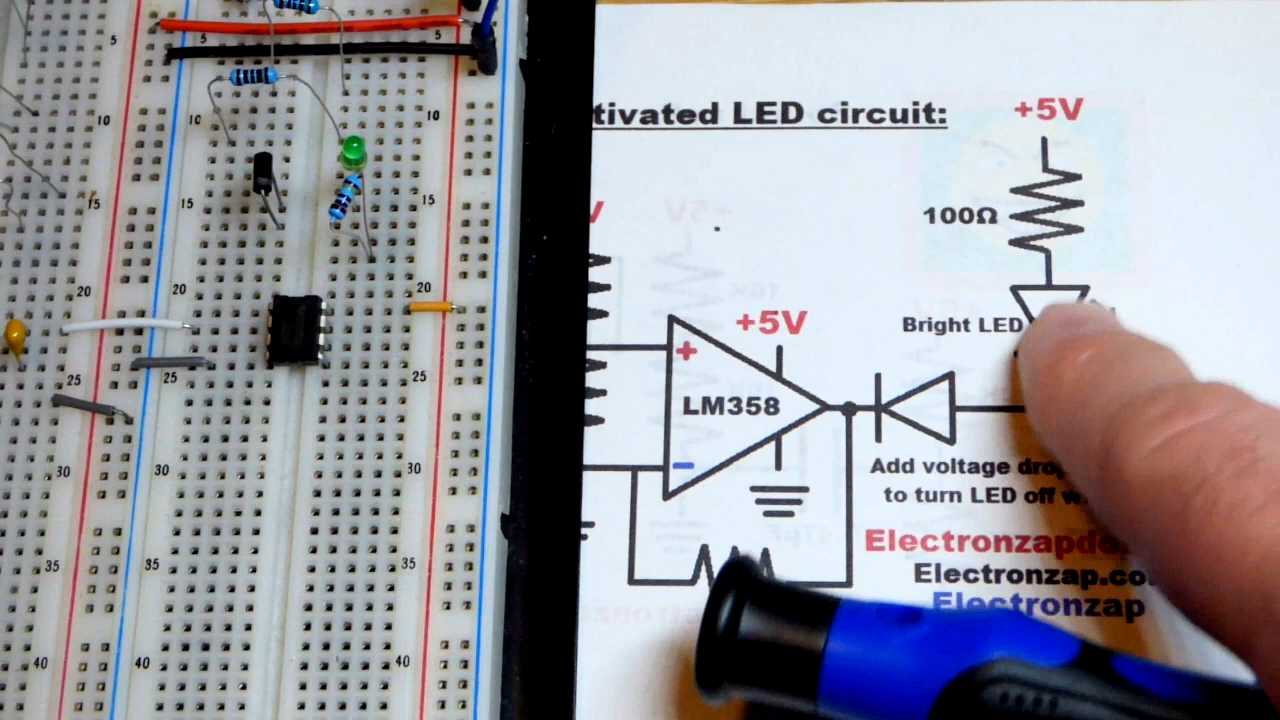 5
5
5
10
10
10
15
15
15
20
20
20
25
25
25
30
30
30
35
35
35
40
40
40
tivated LED circuit:
+5V
V
100Ω
+5V
Bright LED
+
LM358
-
Add voltage
to turn LED off
Electronzapdo
Electronzap.co
Electronzap